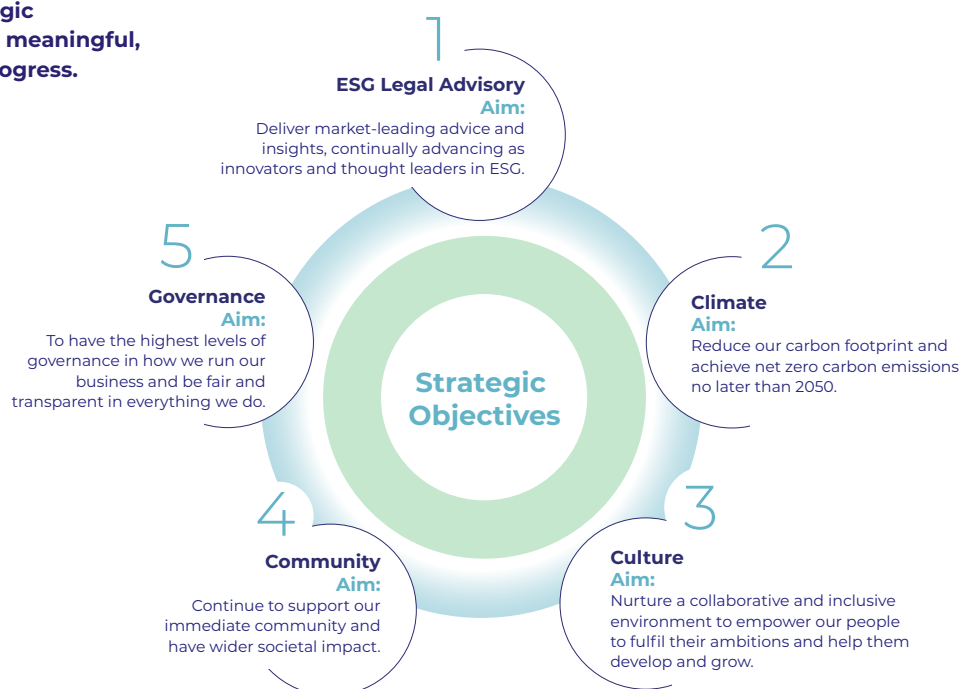 meaningful,
1
ESG Legal Advisory
Aim:
Deliver market-leading advice and
insights, continually advancing as
innovators and thought leaders in ESG.
2
Climate
Aim:
Reduce our carbon footprint and
achieve net zero carbon emissions
no later than 2050.
3
Culture
Aim:
Nurture a collaborative and inclusive
environment to empower our people
to fulfil their ambitions and help them
develop and grow.
4
Community
Aim:
Continue to support our
immediate community and
have wider societal impact.
5
Governance
Aim:
To have the highest levels of
governance in how we run our
business and be fair and
transparent in everything we do.
Strategic
Objectives